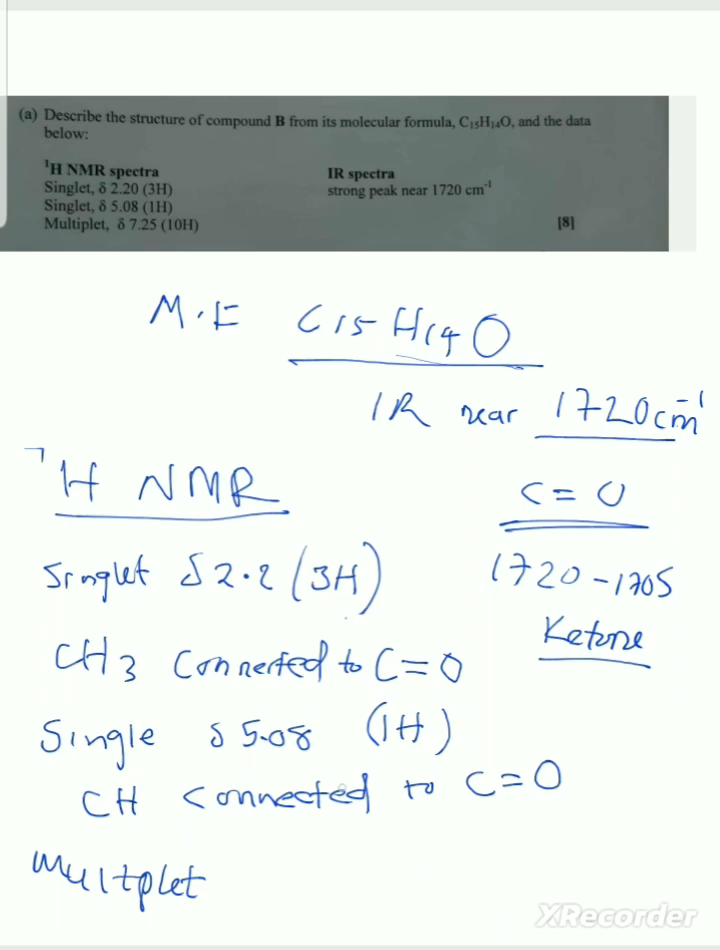 (a) Describe the structure of compound B from its molecular formula, C₁₅H₁₄O, and the data
below:
¹H NMR spectra
Singlet, δ 2.20 (3H)
Singlet, δ 5.08 (1H)
Multiplet, δ 7.25 (10H)
IR spectra
strong peak near 1720 cm⁻¹
[8]
M.F C15H14O
IR near 1720cm⁻¹
¹H NMR
C=O
Singlet δ2.2 (3H)
1720-1705
Ketone
CH3 Connected to C=O
Single δ 5.08 (1H)
CH connected to C=O
Multplet
XRecorder